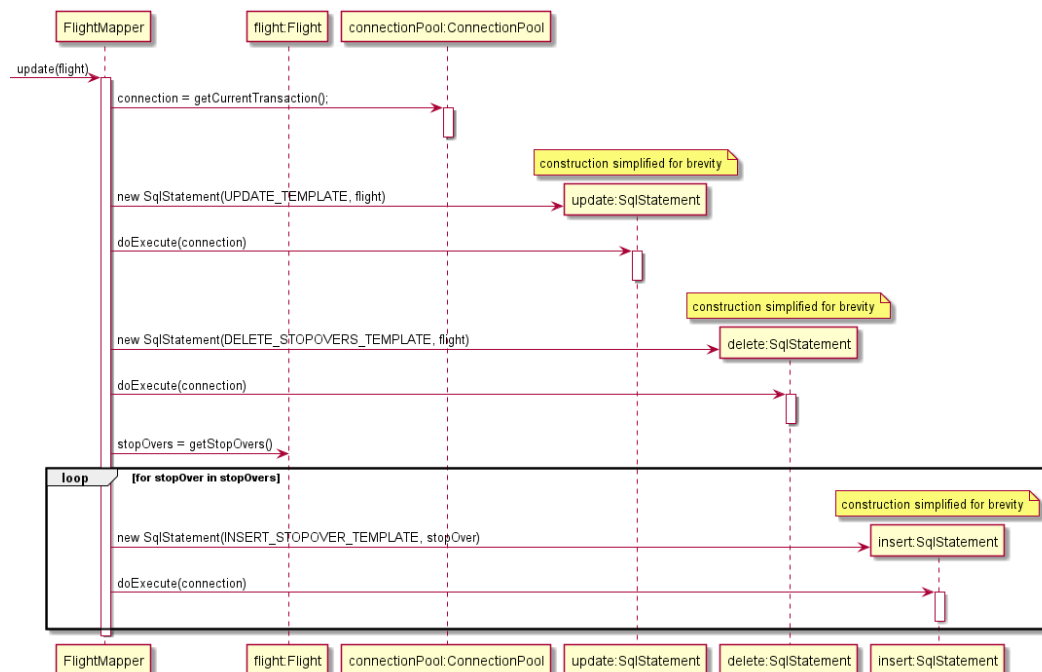 FlightMapper
flight:Flight
connectionPool:ConnectionPool
update(flight)
connection = getCurrentTransaction();
construction simplified for brevity
new SqlStatement(UPDATE_TEMPLATE, flight)
update:SqlStatement
doExecute(connection)
construction simplified for brevity
new SqlStatement(DELETE_STOPOVERS_TEMPLATE, flight)
delete:SqlStatement
doExecute(connection)
stopOvers = getStopOvers()
loop
[for stopOver in stopOvers]
construction simplified for brevity
new SqlStatement(INSERT_STOPOVER_TEMPLATE, stopOver)
insert:SqlStatement
doExecute(connection)
FlightMapper
flight:Flight
connectionPool:ConnectionPool
update:SqlStatement
delete:SqlStatement
insert:SqlStatement